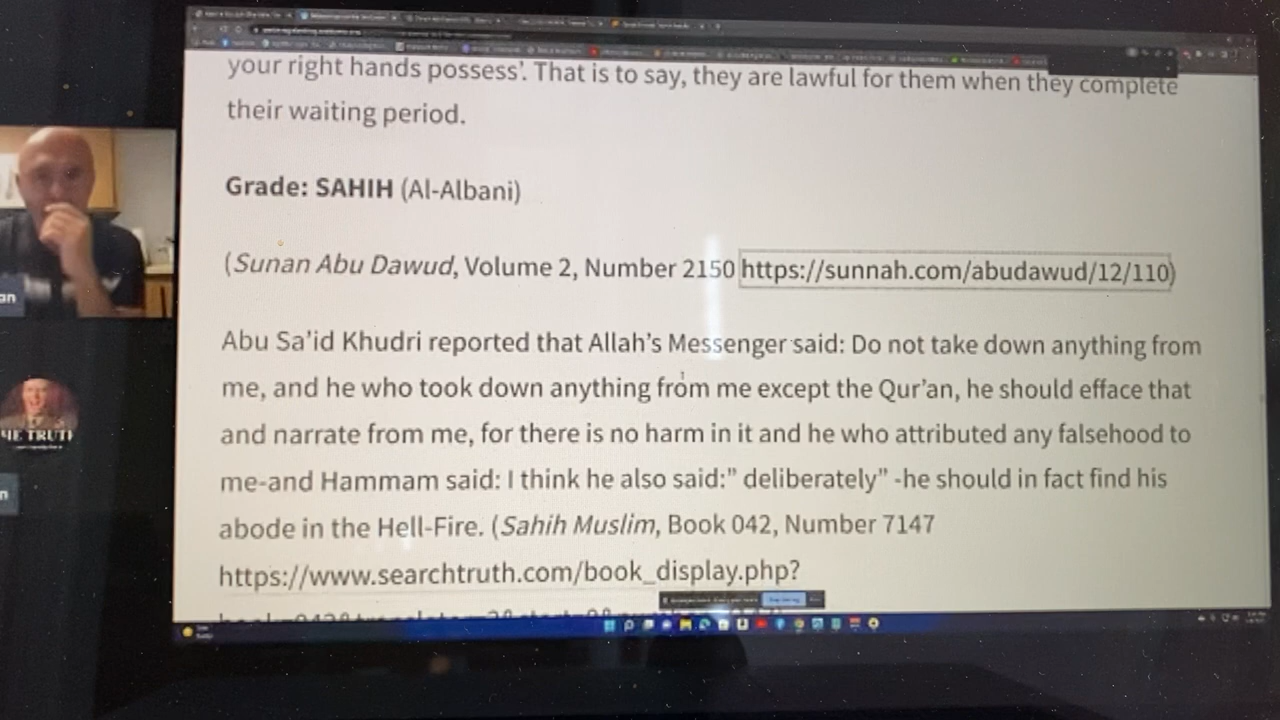 your right hands possess'. That is to say, they are lawful for them when they complete
their waiting period.
Grade: SAHIH (Al-Albani)
(Sunan Abu Dawud, Volume 2, Number 2150 https://sunnah.com/abudawud/12/110)
Abu Sa'id Khudri reported that Allah's Messenger said: Do not take down anything from
me, and he who took down anything from me except the Qur'an, he should efface that
and narrate from me, for there is no harm in it and he who attributed any falsehood to
me-and Hammam said: I think he also said:" deliberately" -he should in fact find his
abode in the Hell-Fire. (Sahih Muslim, Book 042, Number 7147
https://www.searchtruth.com/book_display.php?
an
HE TRUTH
n